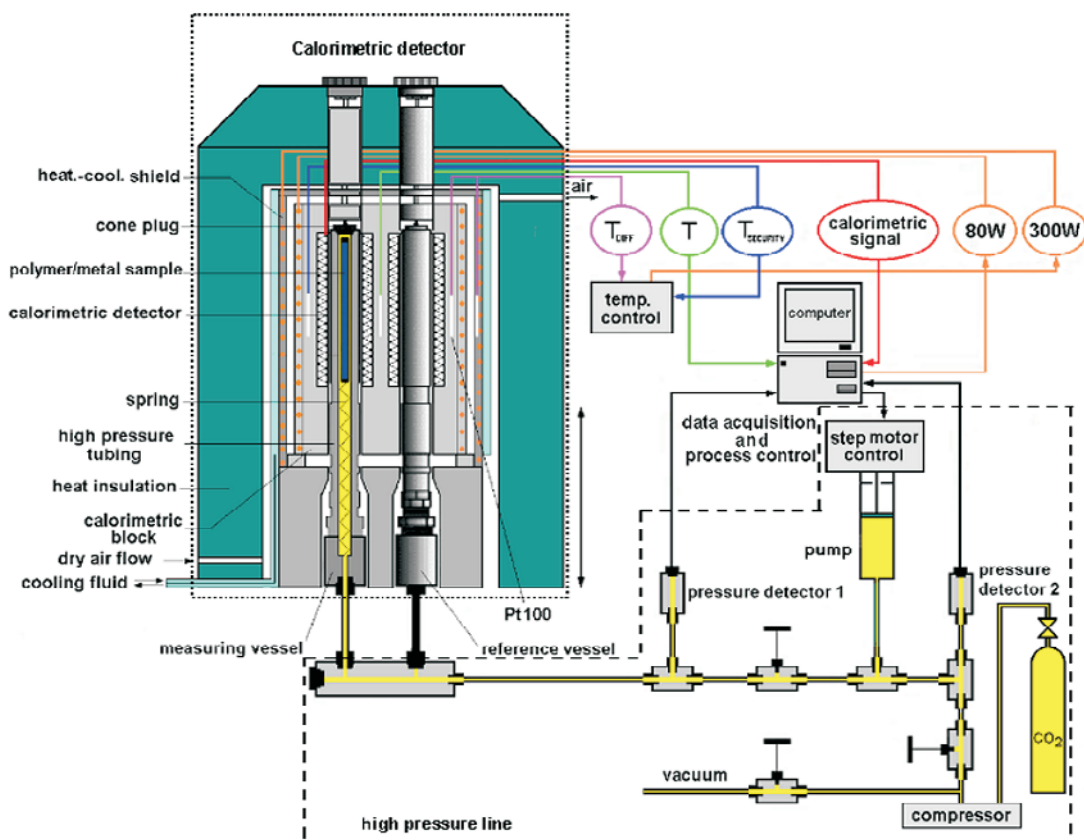 Calorimetric detector
heat.-cool. shield
cone plug
polymer/metal sample
calorimetric detector
spring
high pressure
tubing
heat insulation
calorimetric
block
dry air flow
cooling fluid
measuring vessel
reference vessel
Pt100
air
TDIFF
T
TSECURITY
calorimetric
signal
80W
300W
temp.
control
computer
data acquisition
and
process control
step motor
control
pump
pressure detector 1
pressure
detector 2
CO2
vacuum
compressor
high pressure line